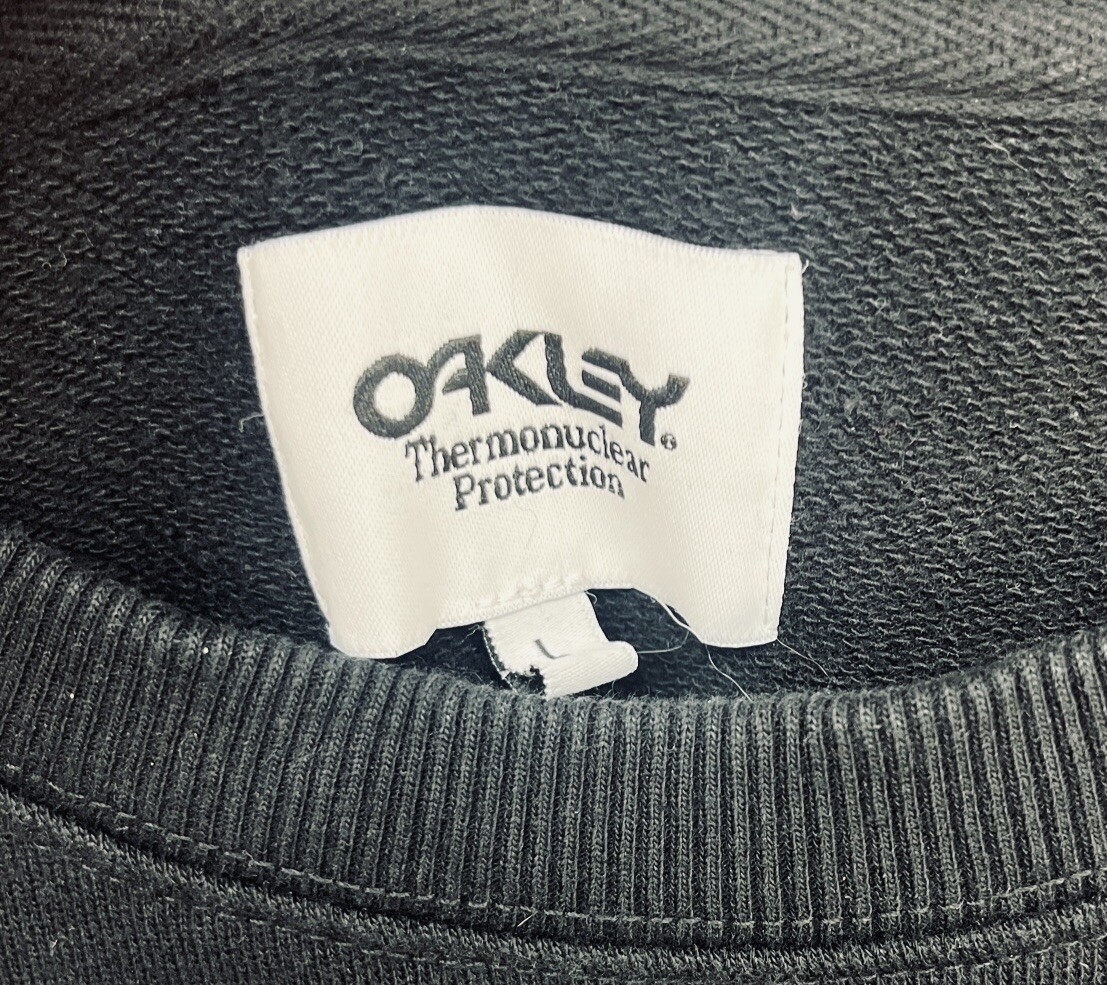 OAKLEY®
Thermonuclear
Protection
L